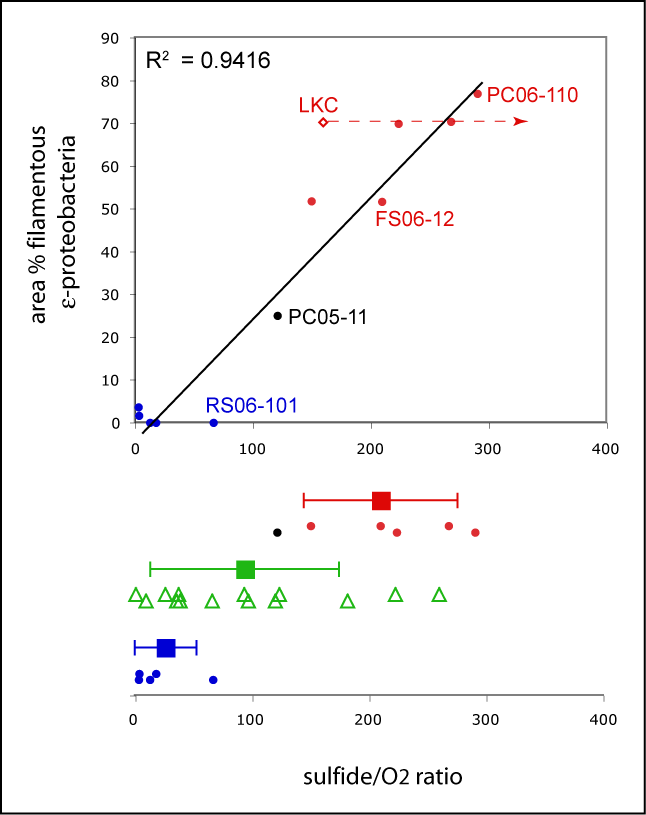 R² = 0.9416
90
80
70
60
50
40
30
20
10
0
area % filamentous
ε-proteobacteria
LKC
PC06-110
FS06-12
PC05-11
RS06-101
0 100 200 300 400
0 100 200 300 400
sulfide/O2 ratio